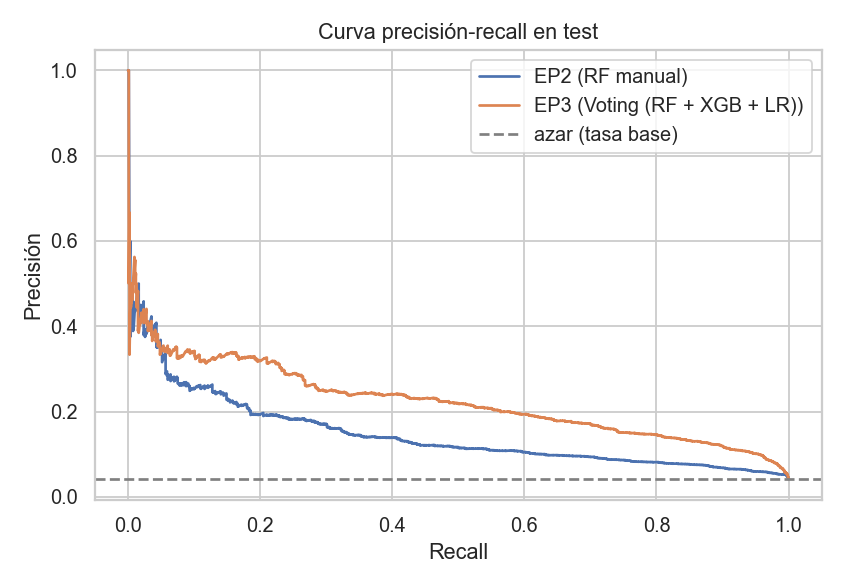 Curva precisión-recall en test
EP2 (RF manual)
EP3 (Voting (RF + XGB + LR))
azar (tasa base)
Precisión
1.0
0.8
0.6
0.4
0.2
0.0
0.0 0.2 0.4 0.6 0.8 1.0
Recall